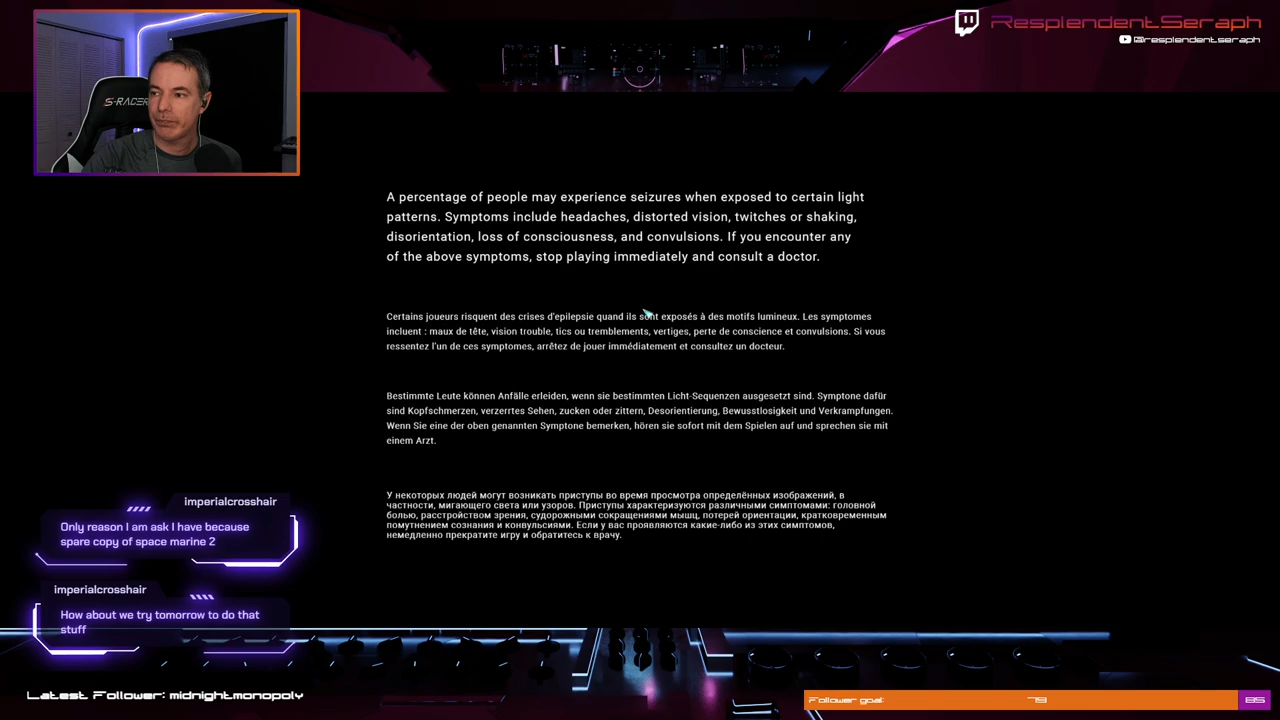 ResplendentSeraph
@resplendentseraph
S-RACER
A percentage of people may experience seizures when exposed to certain light
patterns. Symptoms include headaches, distorted vision, twitches or shaking,
disorientation, loss of consciousness, and convulsions. If you encounter any
of the above symptoms, stop playing immediately and consult a doctor.
Certains joueurs risquent des crises d'epilepsie quand ils sont exposés à des motifs lumineux. Les symptomes
incluent : maux de tête, vision trouble, tics ou tremblements, vertiges, perte de conscience et convulsions. Si vous
ressentez l'un de ces symptomes, arrêtez de jouer immédiatement et consultez un docteur.
Bestimmte Leute können Anfälle erleiden, wenn sie bestimmten Licht-Sequenzen ausgesetzt sind. Symptone dafür
sind Kopfschmerzen, verzerrtes Sehen, zucken oder zittern, Desorientierung, Bewusstlosigkeit und Verkrampfungen.
Wenn Sie eine der oben genannten Symptone bemerken, hören sie sofort mit dem Spielen auf und sprechen sie mit
einem Arzt.
У некоторых людей могут возникать приступы во время просмотра определённых изображений, в
частности, мигающего света или узоров. Приступы характеризуются различными симптомами: головной
болью, расстройством зрения, судорожными сокращениями мышц, потерей ориентации, кратковременным
помутнением сознания и конвульсиями. Если у вас проявляются какие-либо из этих симптомов,
немедленно прекратите игру и обратитесь к врачу.
imperialcrosshair
Only reason I am ask I have because
spare copy of space marine 2
imperialcrosshair
How about we try tomorrow to do that
stuff
Latest Follower: midnightmonopoly
Follower goal: 79 85